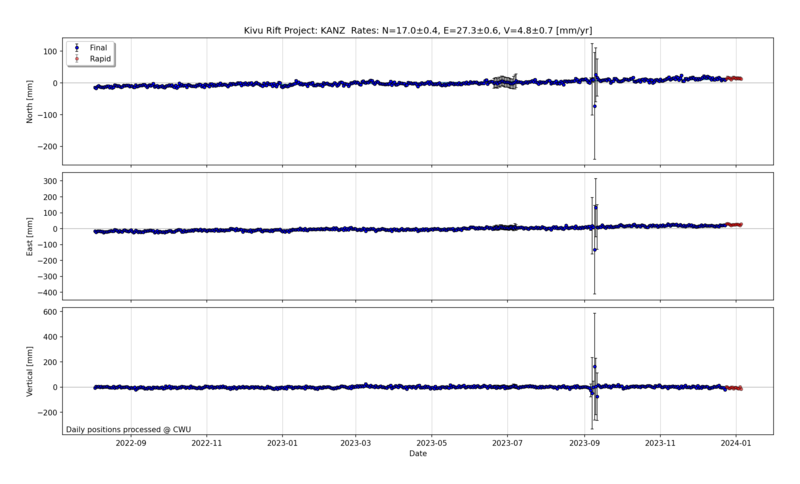 Kivu Rift Project: KANZ  Rates: N=17.0±0.4, E=27.3±0.6, V=4.8±0.7 [mm/yr]
Final
Rapid
North [mm]
100
0
−100
−200
East [mm]
300
200
100
0
−100
−200
−300
−400
Vertical [mm]
600
400
200
0
−200
Daily positions processed @ CWU
2022-09 2022-11 2023-01 2023-03 2023-05 2023-07 2023-09 2023-11 2024-01
Date